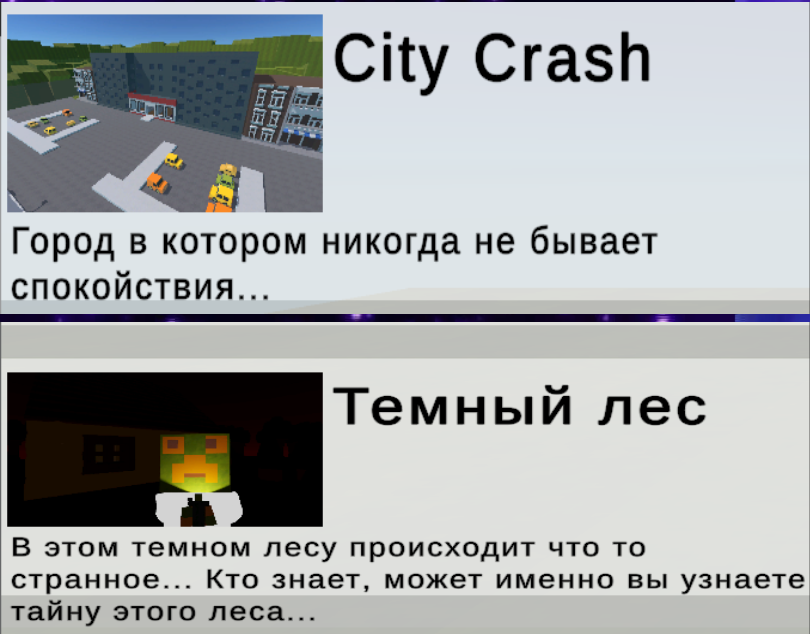 City Crash
Город в котором никогда не бывает
спокойствия...
Темный лес
В этом темном лесу происходит что то
странное... Кто знает, может именно вы узнаете
тайну этого леса...